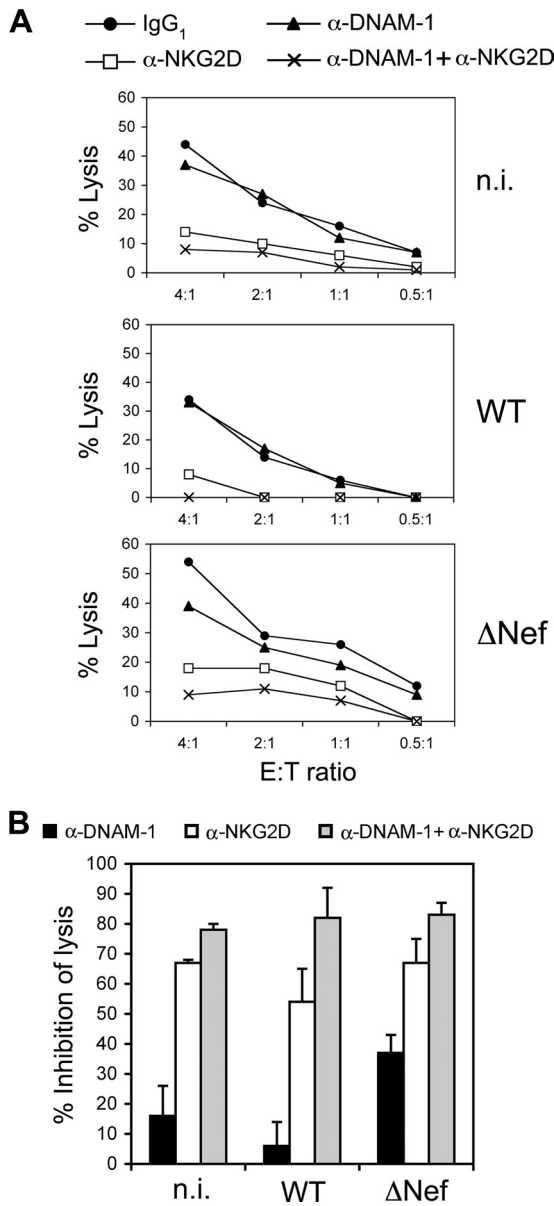 A
IgG1 α-DNAM-1
α-NKG2D α-DNAM-1+α-NKG2D
60
50
40
30
20
10
0
% Lysis
n.i.
4:1 2:1 1:1 0.5:1
60
50
40
30
20
10
0
% Lysis
WT
4:1 2:1 1:1 0.5:1
60
50
40
30
20
10
0
% Lysis
ΔNef
4:1 2:1 1:1 0.5:1
E:T ratio
B
α-DNAM-1 α-NKG2D α-DNAM-1+α-NKG2D
100
90
80
70
60
50
40
30
20
10
0
% Inhibition of lysis
n.i. WT ΔNef